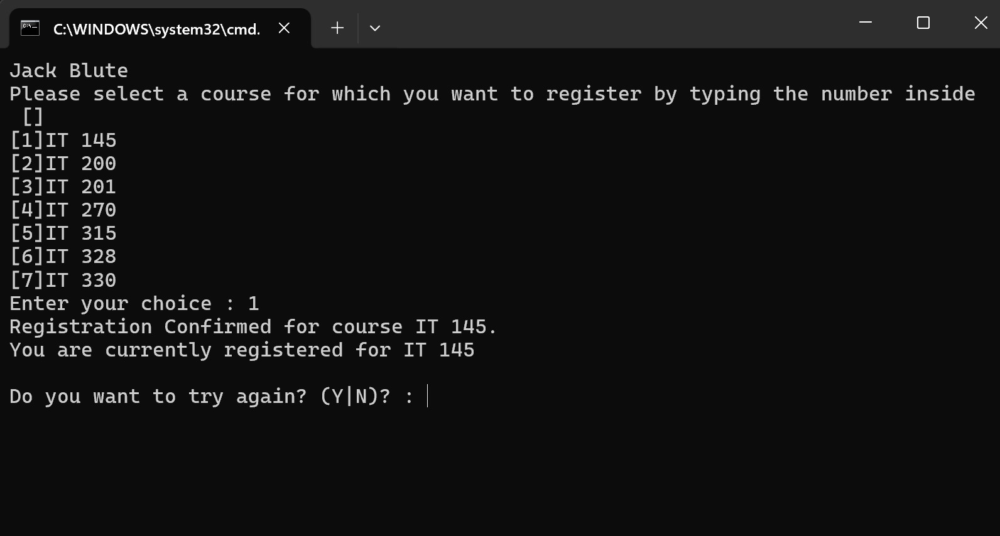 C:\WINDOWS\system32\cmd.
Jack Blute
Please select a course for which you want to register by typing the number inside
 []
[1]IT 145
[2]IT 200
[3]IT 201
[4]IT 270
[5]IT 315
[6]IT 328
[7]IT 330
Enter your choice : 1
Registration Confirmed for course IT 145.
You are currently registered for IT 145
Do you want to try again? (Y|N)? :